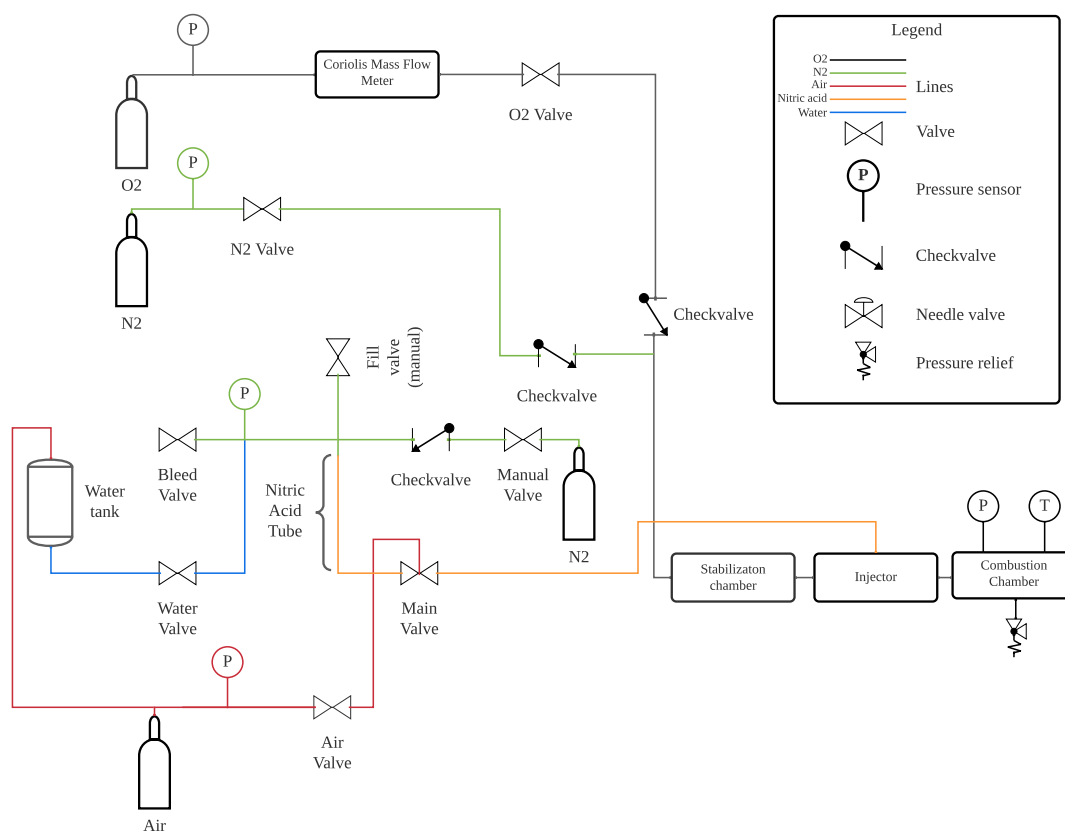 P
Coriolis Mass Flow
Meter
O2 Valve
O2
P
N2 Valve
N2
Legend
O2
N2
Air
Nitric acid
Water
Lines
Valve
P
Pressure sensor
Checkvalve
Needle valve
Pressure relief
Checkvalve
Checkvalve
Fill
valve
(manual)
P
Water
tank
Bleed
Valve
Nitric
Acid
Tube
Checkvalve
Manual
Valve
N2
Water
Valve
Main
Valve
P
T
Stabilizaton
chamber
Injector
Combustion
Chamber
P
Air
Valve
Air